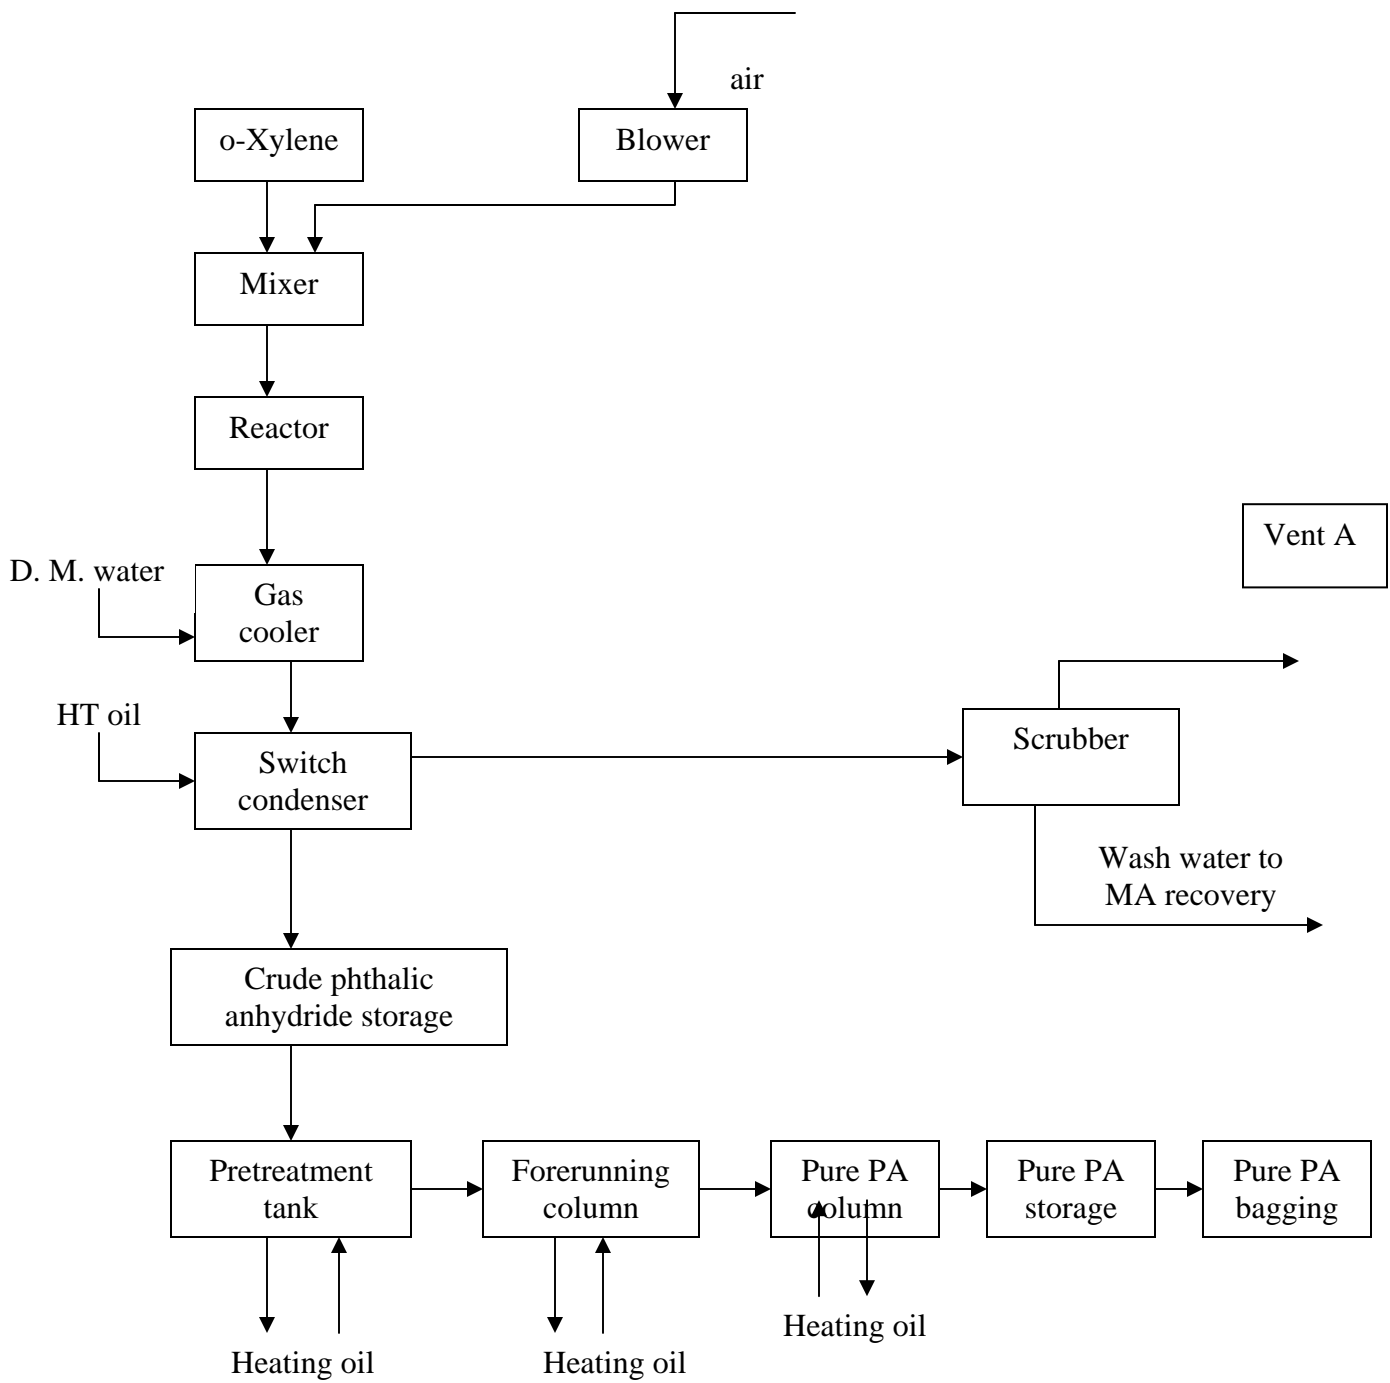 air
o-Xylene
Blower
Mixer
Reactor
Vent A
D. M. water
Gas
cooler
HT oil
Switch
condenser
Scrubber
Wash water to
MA recovery
Crude phthalic
anhydride storage
Pretreatment
tank
Forerunning
column
Pure PA
column
Pure PA
storage
Pure PA
bagging
Heating oil
Heating oil
Heating oil